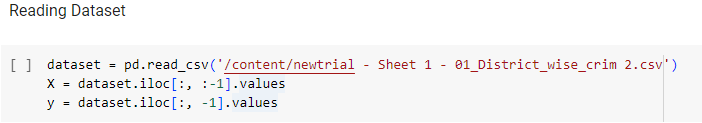 Reading Dataset
[ ] dataset = pd.read_csv('/content/newtrial - Sheet 1 - 01_District_wise_crim 2.csv')
X = dataset.iloc[:, :-1].values
y = dataset.iloc[:, -1].values